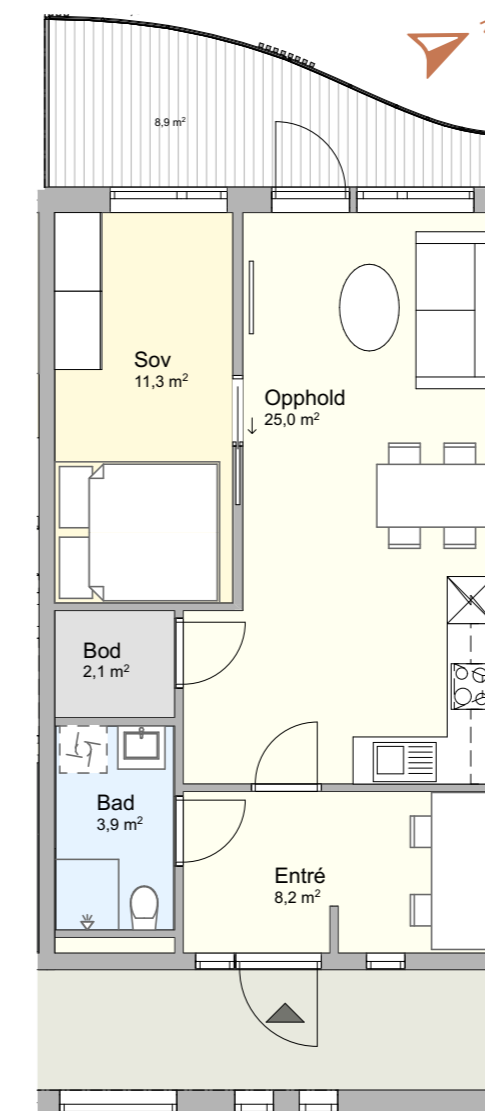 8,9 m²
Sov
11,3 m²
Opphold
25,0 m²
Bod
2,1 m²
Bad
3,9 m²
Entré
8,2 m²